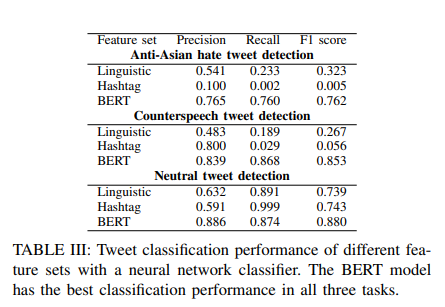 Feature set Precision Recall F1 score
Anti-Asian hate tweet detection
Linguistic 0.541 0.233 0.323
Hashtag 0.100 0.002 0.005
BERT 0.765 0.760 0.762
Counterspeech tweet detection
Linguistic 0.483 0.189 0.267
Hashtag 0.800 0.029 0.056
BERT 0.839 0.868 0.853
Neutral tweet detection
Linguistic 0.632 0.891 0.739
Hashtag 0.591 0.999 0.743
BERT 0.886 0.874 0.880
TABLE III: Tweet classification performance of different fea-
ture sets with a neural network classifier. The BERT model
has the best classification performance in all three tasks.